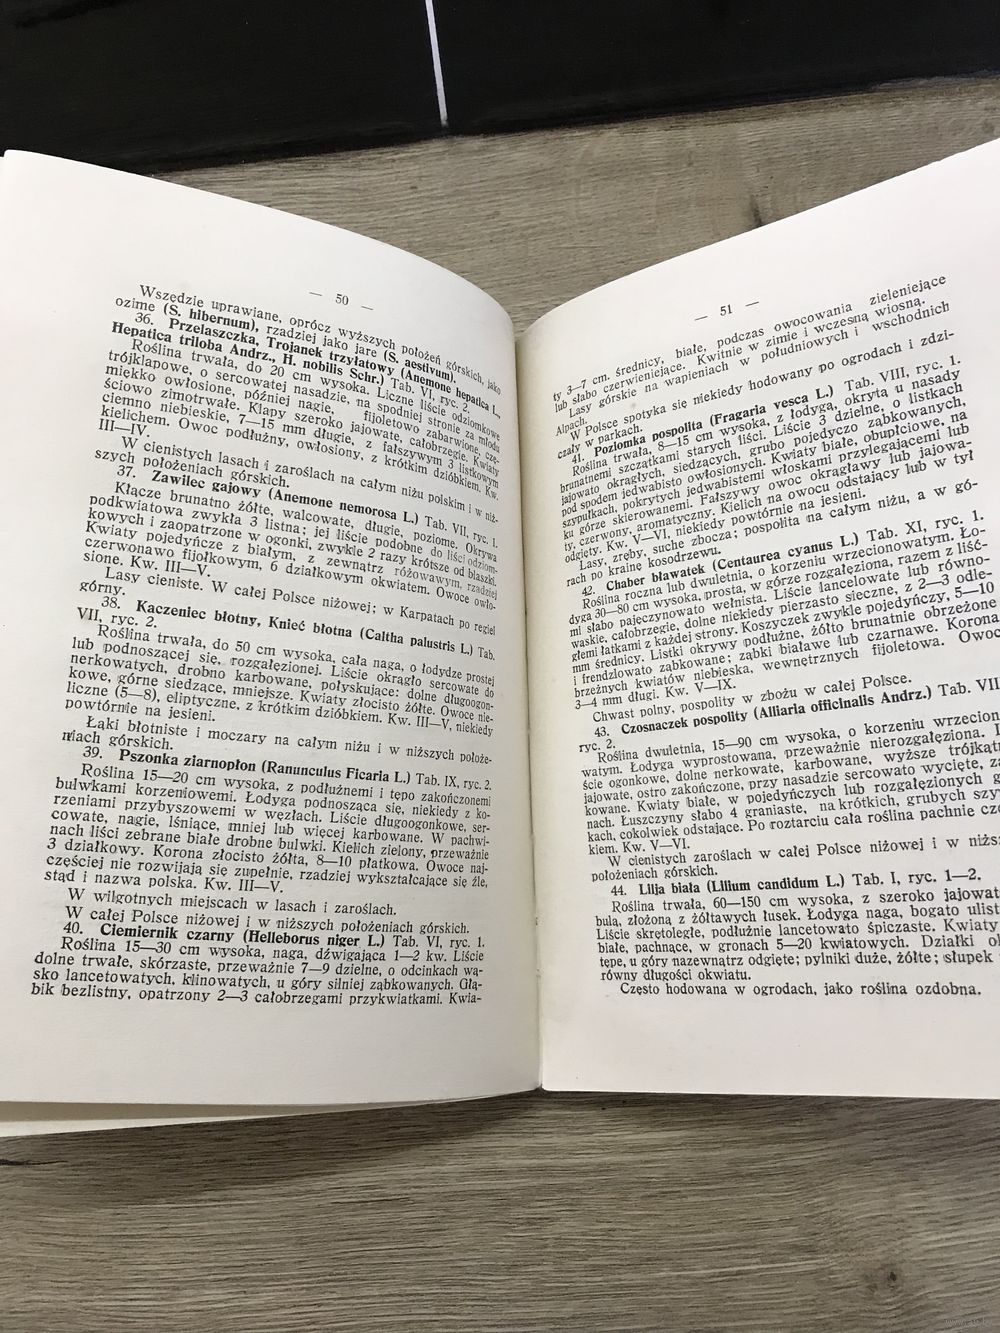 — 50 —
Wszędzie uprawiane, oprócz wyższych położeń górskich, jako
ozime (S. hibernum), rzadziej jako jare (S. aestivum).
36. Przelaszczka, Trojanek trzyłatowy (Anemone hepatica L.,
Hepatica triloba Andrz., H. nobilis Schr.) Tab. VI, ryc. 2.
Roślina trwała, do 20 cm wysoka. Liczne liście odziomkowe
trójklapowe, o sercowatej nasadzie, na spodniej stronie za młodu
miękko owłosione, później nagie, fijoletowo zabarwione, czę-
ściowo zimotrwałe. Klapy szeroko jajowate, całobrzegie. Kwiaty
ciemno niebieskie, 7—15 mm długie, z fałszywym 3 listkowym
kielichem. Owoc podłużny, owłosiony, z krótkim dzióbkiem. Kw.
III—IV.
W cienistych lasach i zaroślach na całym niżu polskim i w niż-
szych położeniach górskich.
37. Zawilec gajowy (Anemone nemorosa L.) Tab. VII, ryc. 1.
Kłącze brunatno żółte, walcowate, długie, poziome. Okrywa
podkwiatowa zwykła 3 listna; jej liście podobne do liści odziom-
kowych i zaopatrzone w ogonki, zwykle 2 razy krótsze od blaszki.
Kwiaty pojedyńcze z białym, z zewnątrz różowawym, rzadziej
czerwonawo fijołkowym, 6 działkowym okwiatem. Owoce owło-
sione. Kw. III—V.
Lasy cieniste. W całej Polsce niżowej; w Karpatach po regiel
górny.
38. Kaczeniec błotny, Knieć błotna (Caltha palustris L.) Tab.
VII, ryc. 2.
Roślina trwała, do 50 cm wysoka, cała naga, o łodydze prostej
lub podnoszącej się, rozgałęzionej. Liście okrągło sercowate do
nerkowatych, drobno karbowane, połyskujące: dolne długoogon-
kowe, górne siedzące, mniejsze. Kwiaty złocisto żółte. Owoce nie-
liczne (5—8), eliptyczne, z krótkim dzióbkiem. Kw. III—V, niekiedy
powtórnie na jesieni.
Łąki błotniste i moczary na całym niżu i w niższych położe-
niach górskich.
39. Pszonka ziarnopłon (Ranunculus Ficaria L.) Tab. IX, ryc. 2.
Roślina 15—20 cm wysoka, z podłużnemi i tępo zakończonemi
bulwkami korzeniowemi. Łodyga podnosząca się, niekiedy z ko-
rzeniami przybyszowemi w węzłach. Liście długoogonkowe, ser-
cowate, nagie, lśniące, mniej lub więcej karbowane. W pachwi-
nach liści zebrane białe drobne bulwki. Kielich zielony, przeważnie
3 działkowy. Korona złocisto żółta, 8—10 płatkowa. Owoce naj-
częściej nie rozwijają się zupełnie, rzadziej wykształcające się źle,
stąd i nazwa polska. Kw. III—V.
W wilgotnych miejscach w lasach i zaroślach.
W całej Polsce niżowej i w niższych położeniach górskich.
40. Ciemiernik czarny (Helleborus niger L.) Tab. VI, ryc. 1.
Roślina 15—30 cm wysoka, naga, dźwigająca 1—2 kw. Liście
dolne trwałe, skórzaste, przeważnie 7—9 dzielne, o odcinkach wą-
sko lancetowatych, klinowatych, u góry silniej ząbkowanych. Głą-
bik bezlistny, opatrzony 2—3 całobrzegami przykwiatkami. Kwia-
— 51 —
ty 3—7 cm. średnicy, białe, podczas owocowania zieleniejące
lub słabo czerwieniejące. Kwitnie w zimie i wczesną wiosną.
Lasy górskie na wapieniach w południowych i wschodnich
Alpach.
W Polsce spotyka się niekiedy hodowany po ogrodach i zdzi-
czały w parkach.
41. Poziomka pospolita (Fragaria vesca L.) Tab. VIII, ryc. 1.
Roślina trwała, 8—15 cm wysoka, z łodygą, okrytą u nasady
brunatnemi szczątkami starych liści. Liście 3 dzielne, o listkach
jajowato okrągłych, siedzących, grubo pojedyczo ząbkowanych,
pod spodem jedwabisto owłosionych. Kwiaty białe, obupłciowe, na
szypułkach, pokrytych jedwabistemi włoskami przylegającemi lub
ku górze skierowanemi. Fałszywy owoc okrągławy lub jajowa-
ty, czerwony, aromatyczny. Kielich na owocu odstający lub w tył
odgięty. Kw. V—VI, niekiedy powtórnie na jesieni.
Lasy, zręby, suche zbocza; pospolita na całym niżu, a w gó-
rach po krainę kosodrzewu.
42. Chaber bławatek (Centaurea cyanus L.) Tab. XI, ryc. 1.
Roślina roczna lub dwuletnia, o korzeniu wrzecionowatym. Ło-
dyga 30—80 cm wysoka, prosta, w górze rozgałęziona, razem z liść-
mi słabo pajęczynowato wełnista. Liście lancelowate lub równo-
waskie, całobrzegie, dolne niekiedy pierzasto sieczne, z 2—3 odle-
głemi łatkami z każdej strony. Koszyczek zwykle pojedyńczy, 5—10
mm średnicy. Listki okrywy podłużne, żółto brunatnie obrzeżone
i frendzlowato ząbkowane; ząbki białawe lub czarnawe. Korona
brzeżnych kwiatów niebieska, wewnętrznych fijoletowa. Owoc
3—4 mm długi. Kw. V—IX.
Chwast polny, pospolity w zbożu w całej Polsce.
43. Czosnaczek pospolity (Alliaria officinalis Andrz.) Tab. VII
ryc. 2.
Roślina dwuletnia, 15—90 cm wysoka, o korzeniu wrzeciono
watym. Łodyga wyprostowana, przeważnie nierozgałęziona.
ście ogonkowe, dolne nerkowate, karbowane, wyższe trójkąt
jajowate, ostro zakończone, przy nasadzie sercowato wycięte, zą
kowane. Kwiaty białe, w pojedyńczych lub rozgałęzionych g
nach. Łuszczyny słabo 4 graniaste, na krótkich, grubych szy
kach, cokolwiek odstające. Po roztarciu cała roślina pachnie czo
kiem. Kw. V—VI.
W cienistych zaroślach w całej Polsce niżowej i w niższ
położeniach górskich.
44. Lilja biała (Lilium candidum L.) Tab. I, ryc. 1—2.
Roślina trwała, 60—150 cm wysoka, z szeroko jajowat
bulą, złożoną z żółtawych łusek. Łodyga naga, bogato ulist
Liście skrętoległe, podłużnie lancetowato śpiczaste. Kwiaty
białe, pachnące, w gronach 5—20 kwiatowych. Działki ok
tępe, u góry nazewnątrz odgięte; pylniki duże, żółte; słupek
równy długości okwiatu.
Często hodowana w ogrodach, jako roślina ozdobna.